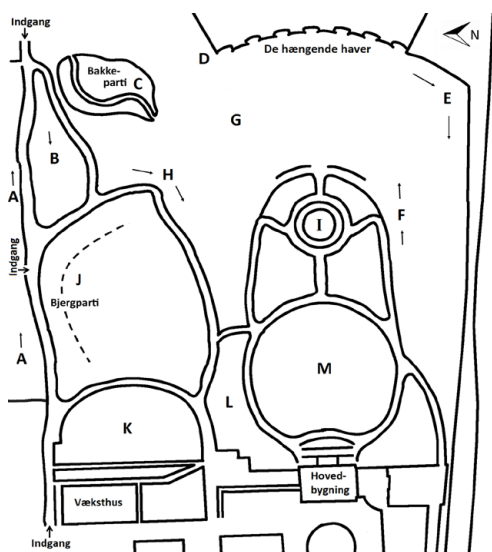 Indgang
De hængende haver
N
D
Bakke-
parti
C
E
G
B
H
A
F
I
Indgang
J
Bjergparti
A
M
L
K
Hoved-
bygning
Væksthus
Indgang